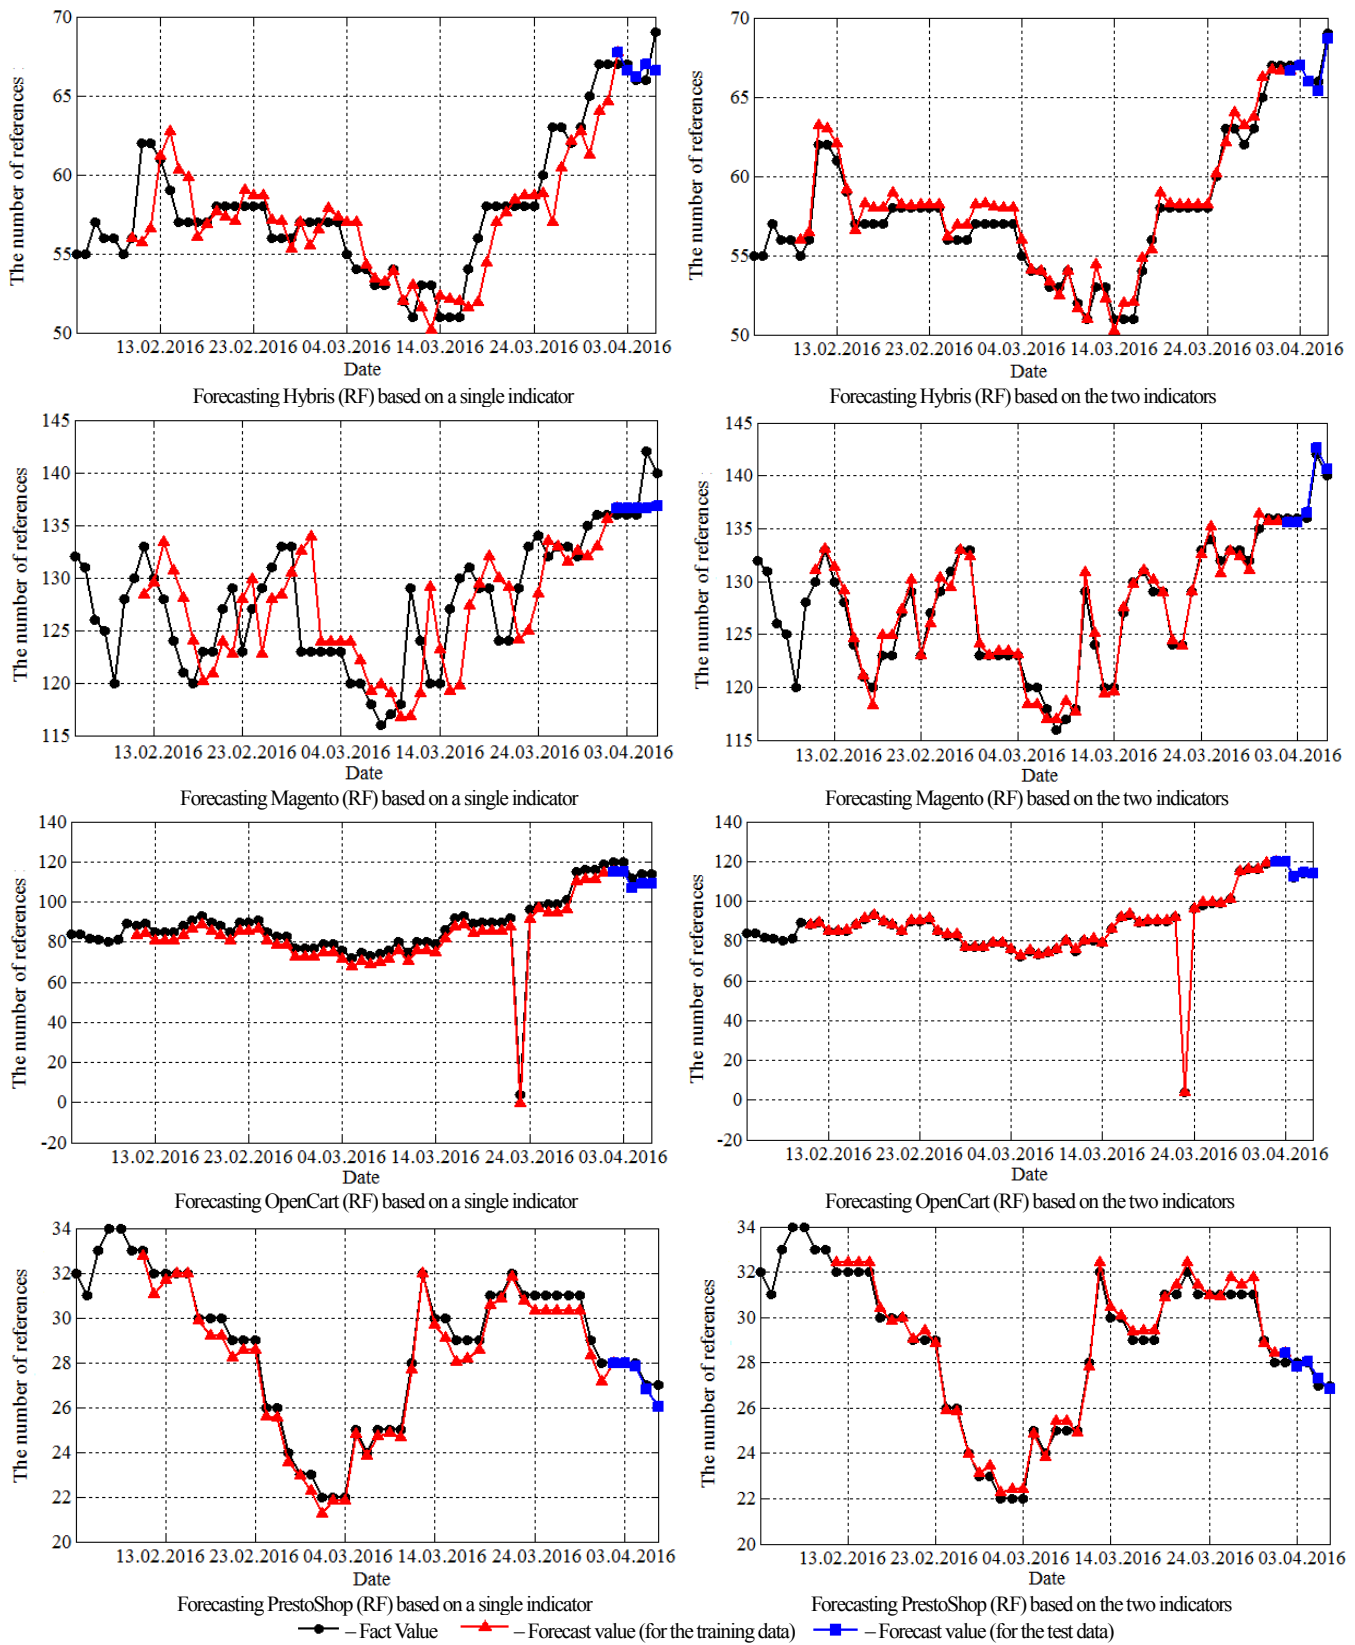 The number of references
70
65
60
55
50
13.02.2016 23.02.2016 04.03.2016 14.03.2016 24.03.2016 03.04.2016
Date
Forecasting Hybris (RF) based on a single indicator
The number of references
70
65
60
55
50
13.02.2016 23.02.2016 04.03.2016 14.03.2016 24.03.2016 03.04.2016
Date
Forecasting Hybris (RF) based on the two indicators
The number of references
145
140
135
130
125
120
115
13.02.2016 23.02.2016 04.03.2016 14.03.2016 24.03.2016 03.04.2016
Date
Forecasting Magento (RF) based on a single indicator
The number of references
145
140
135
130
125
120
115
13.02.2016 23.02.2016 04.03.2016 14.03.2016 24.03.2016 03.04.2016
Date
Forecasting Magento (RF) based on the two indicators
The number of references
140
120
100
80
60
40
20
0
-20
13.02.2016 23.02.2016 04.03.2016 14.03.2016 24.03.2016 03.04.2016
Date
Forecasting OpenCart (RF) based on a single indicator
The number of references
140
120
100
80
60
40
20
0
-20
13.02.2016 23.02.2016 04.03.2016 14.03.2016 24.03.2016 03.04.2016
Date
Forecasting OpenCart (RF) based on the two indicators
The number of references
34
32
30
28
26
24
22
20
13.02.2016 23.02.2016 04.03.2016 14.03.2016 24.03.2016 03.04.2016
Date
Forecasting PrestoShop (RF) based on a single indicator
The number of references
34
32
30
28
26
24
22
20
13.02.2016 23.02.2016 04.03.2016 14.03.2016 24.03.2016 03.04.2016
Date
Forecasting PrestoShop (RF) based on the two indicators
– Fact Value – Forecast value (for the training data) – Forecast value (for the test data)